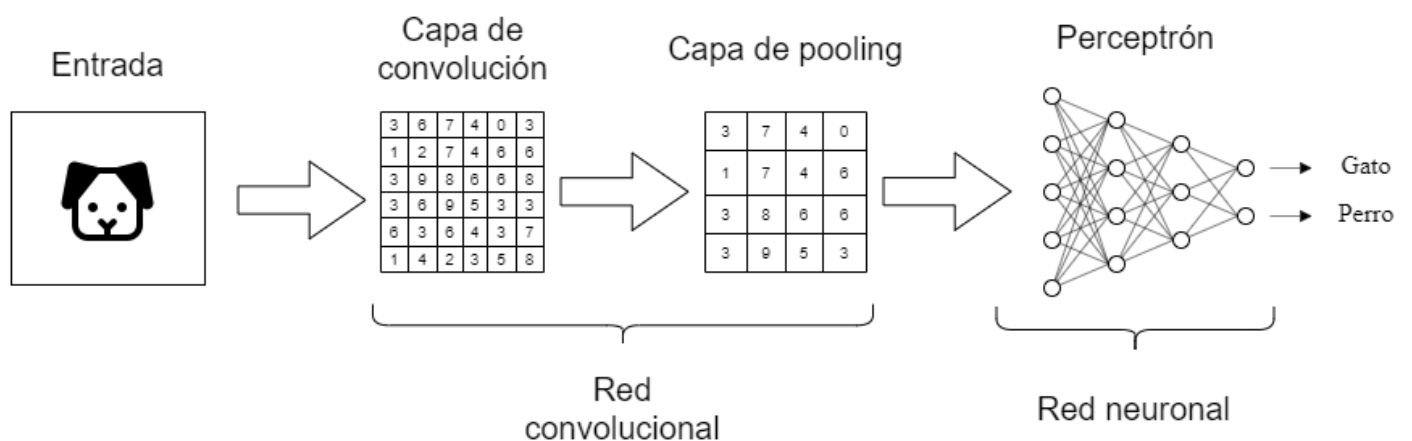 Entrada
Capa de
convolución
Capa de pooling
Perceptrón
3 6 7 4 0 3
1 2 7 4 6 6
3 9 8 6 6 8
3 6 9 5 3 3
6 3 6 4 3 7
1 4 2 3 5 8
3 7 4 0
1 7 4 6
3 8 6 6
3 9 5 3
Gato
Perro
Red
convolucional
Red neuronal